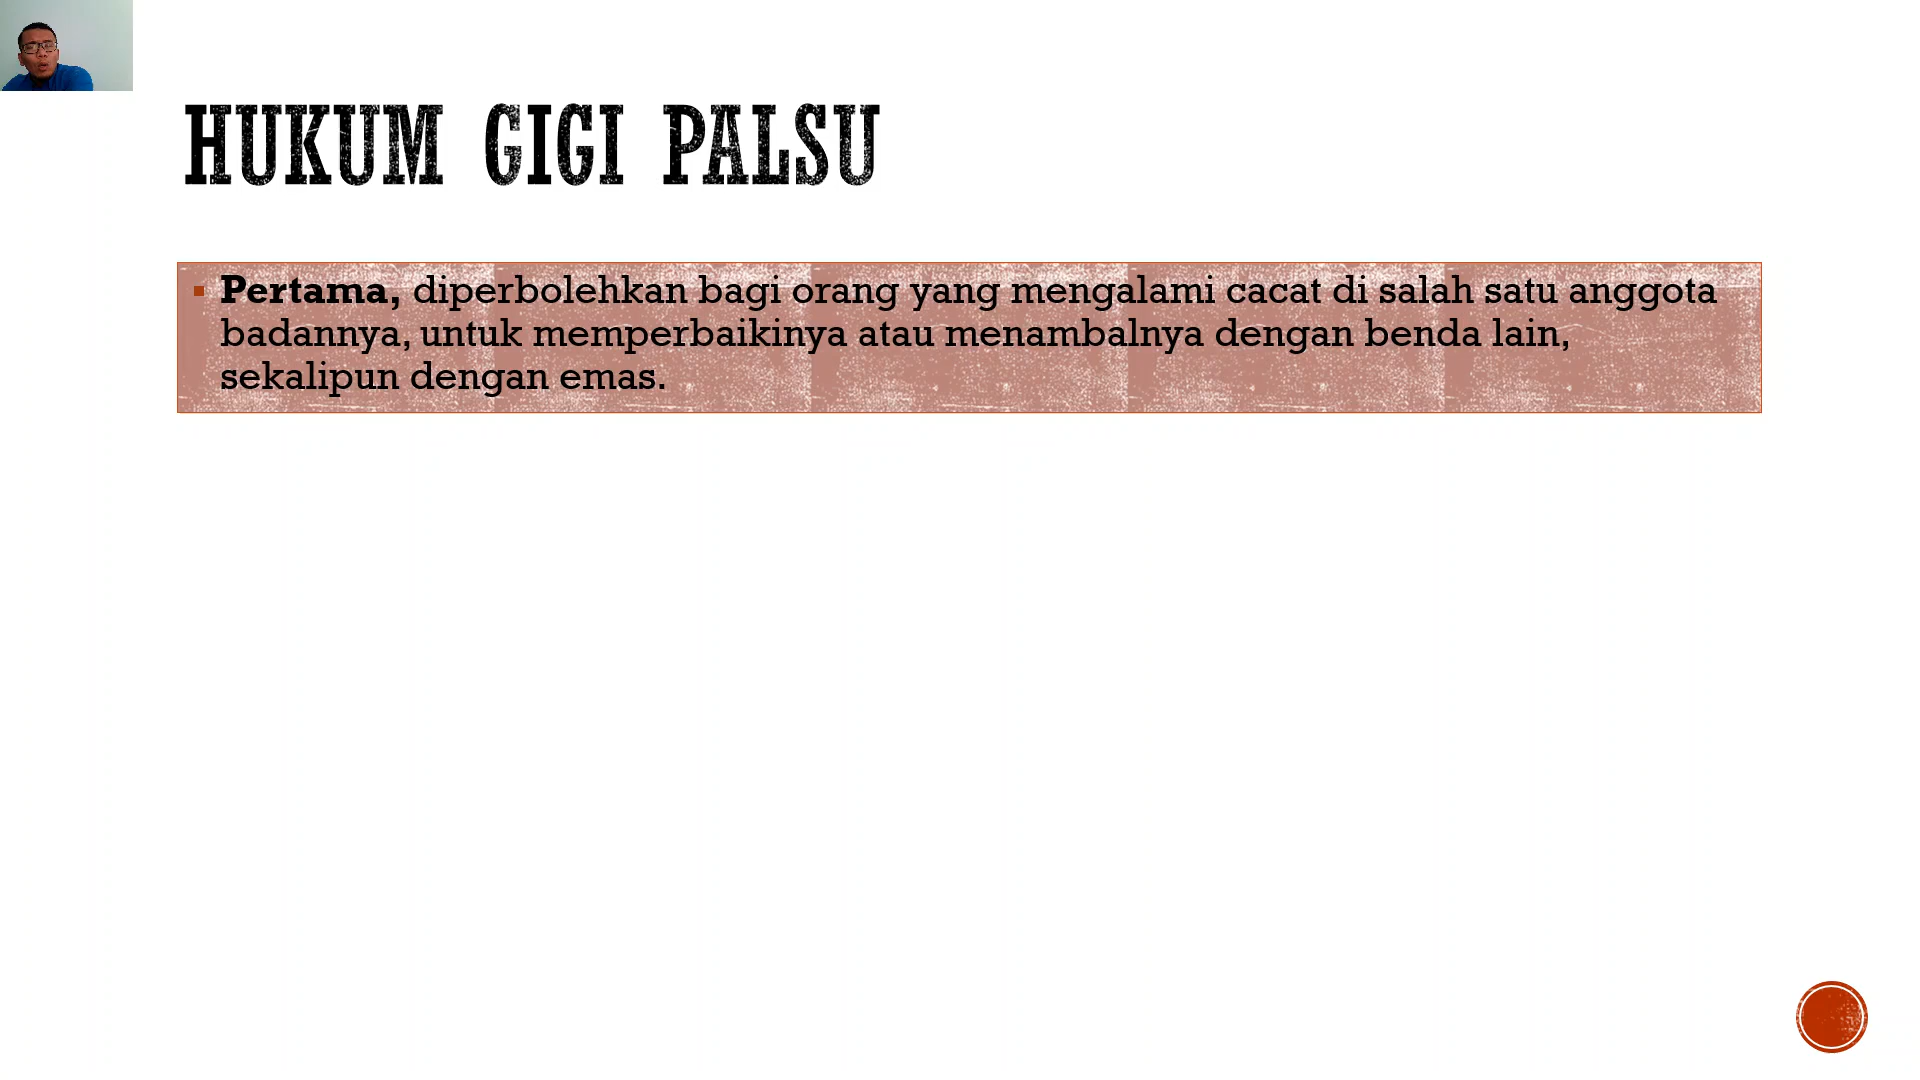 HUKUM GIGI PALSU
Pertama, diperbolehkan bagi orang yang mengalami cacat di salah satu anggota
badannya, untuk memperbaikinya atau menambalnya dengan benda lain,
sekalipun dengan emas.